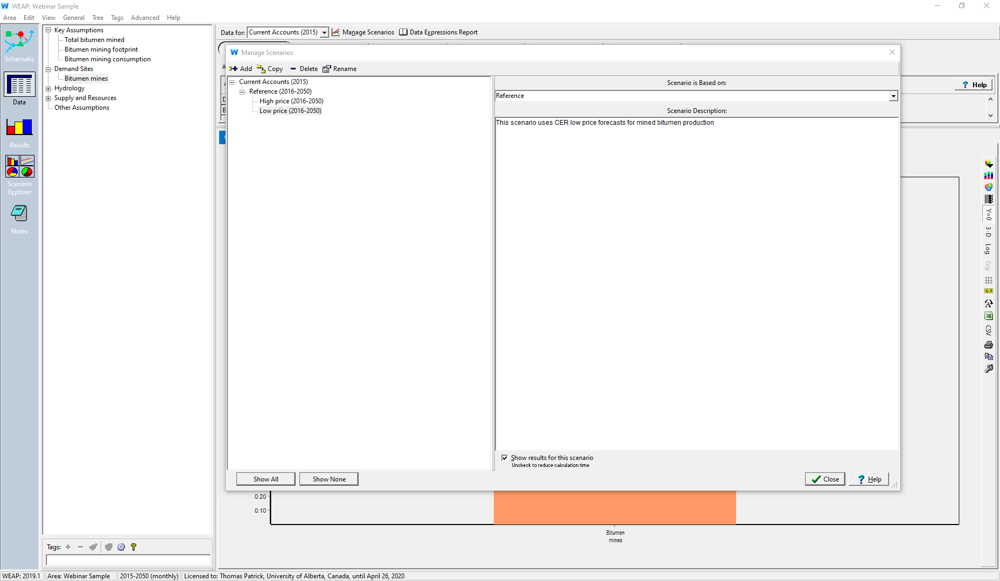 WEAP: Webinar Sample
Area Edit View General Tree Tags Advanced Help
Schematic
Data
Results
Scenario
Explorer
Notes
Key Assumptions
Total bitumen mined
Bitumen mining footprint
Bitumen mining consumption
Demand Sites
Bitumen mines
Hydrology
Supply and Resources
Other Assumptions
Data for: Current Accounts (2015) Manage Scenarios Data Expressions Report
Manage Scenarios
Add Copy Delete Rename
Current Accounts (2015)
Reference (2016-2050)
High price (2016-2050)
Low price (2016-2050)
Scenario is Based on:
Reference
Scenario Description:
This scenario uses CER low price forecasts for mined bitumen production
Show results for this scenario
Uncheck to reduce calculation time
Show All Show None
Close Help
Help
Y=0
3-D
Log
Grp
12.5
CSV
0.20
0.10
Bitumen
mines
Tags:
WEAP: 2019.1 Area: Webinar Sample 2015-2050 (monthly) Licensed to: Thomas Patrick, University of Alberta, Canada, until April 26, 2020